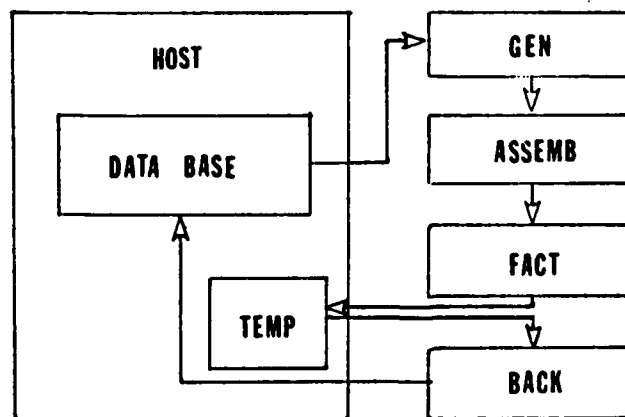 HOST
DATA BASE
TEMP
GEN
ASSEMB
FACT
BACK